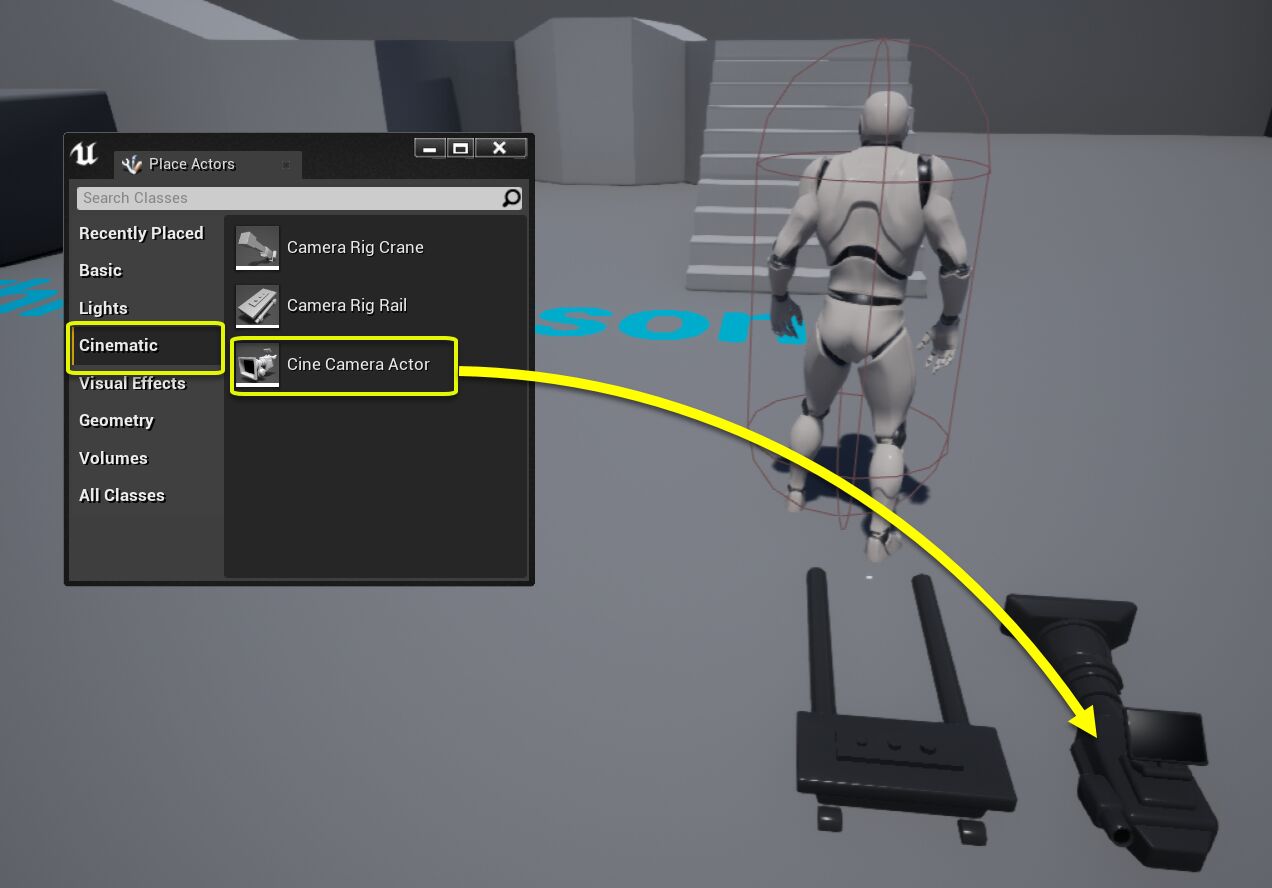 Place Actors
Search Classes
Recently Placed
Basic
Lights
Cinematic
Visual Effects
Geometry
Volumes
All Classes
Camera Rig Crane
Camera Rig Rail
Cine Camera Actor